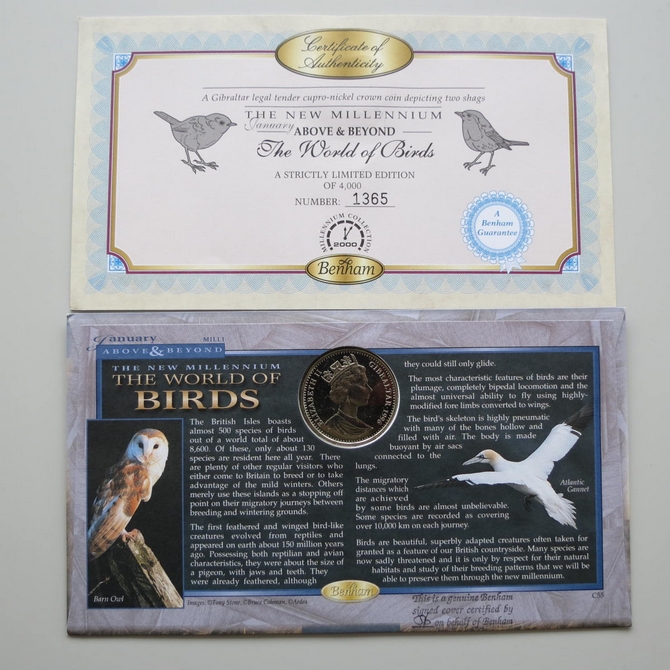 Certificate of
Authenticity
A Gibraltar legal tender cupro-nickel crown coin depicting two shags
THE NEW MILLENNIUM
January ABOVE & BEYOND
The World of Birds
A STRICTLY LIMITED EDITION
OF 4,000
NUMBER: 1365
MILLENNIUM COLLECTION
2000
A
Benham
Guarantee
Benham
January MILLI
ABOVE & BEYOND
THE NEW MILLENNIUM
THE WORLD OF
BIRDS
ELIZABETH II
GIBRALTAR
The British Isles boasts
almost 500 species of birds
out of a world total of about
8,600. Of these, only about 130
species are resident here all year. There
are plenty of other regular visitors who
either come to Britain to breed or to take
advantage of the mild winters. Others
merely use these islands as a stopping off
point on their migratory journeys between
breeding and wintering grounds.
The first feathered and winged bird-like
creatures evolved from reptiles and
appeared on earth about 150 million years
ago. Possessing both reptilian and avian
characteristics, they were about the size of
a pigeon, with jaws and teeth. They
were already feathered, although
they could still only glide.
The most characteristic features of birds are their
plumage, completely bipedal locomotion and the
almost universal ability to fly using highly-
modified fore limbs converted to wings.
The bird's skeleton is highly pneumatic
with many of the bones hollow and
filled with air. The body is made
buoyant by air sacs
connected to the
lungs.
The migratory
distances which
are achieved
by some birds are almost unbelievable.
Some species are recorded as covering
over 10,000 km on each journey.
Birds are beautiful, superbly adapted creatures often taken for
granted as a feature of our British countryside. Many species are
now sadly threatened and it is only by respect for their natural
habitats and study of their breeding patterns that we will be
able to preserve them through the new millennium.
Atlantic
Gannet
Barn Owl
Images: ©Tony Stone, ©Bruce Coleman, ©Ardea
Benham
This is a genuine Benham
signed cover certified by
on behalf of Benham